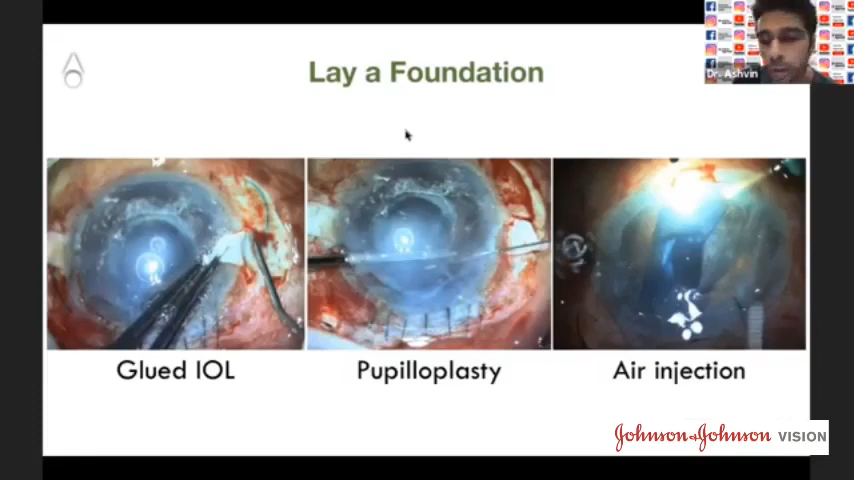 Lay a Foundation
Dr. Ashvin
Glued IOL
Pupilloplasty
Air injection
Johnson & Johnson VISION